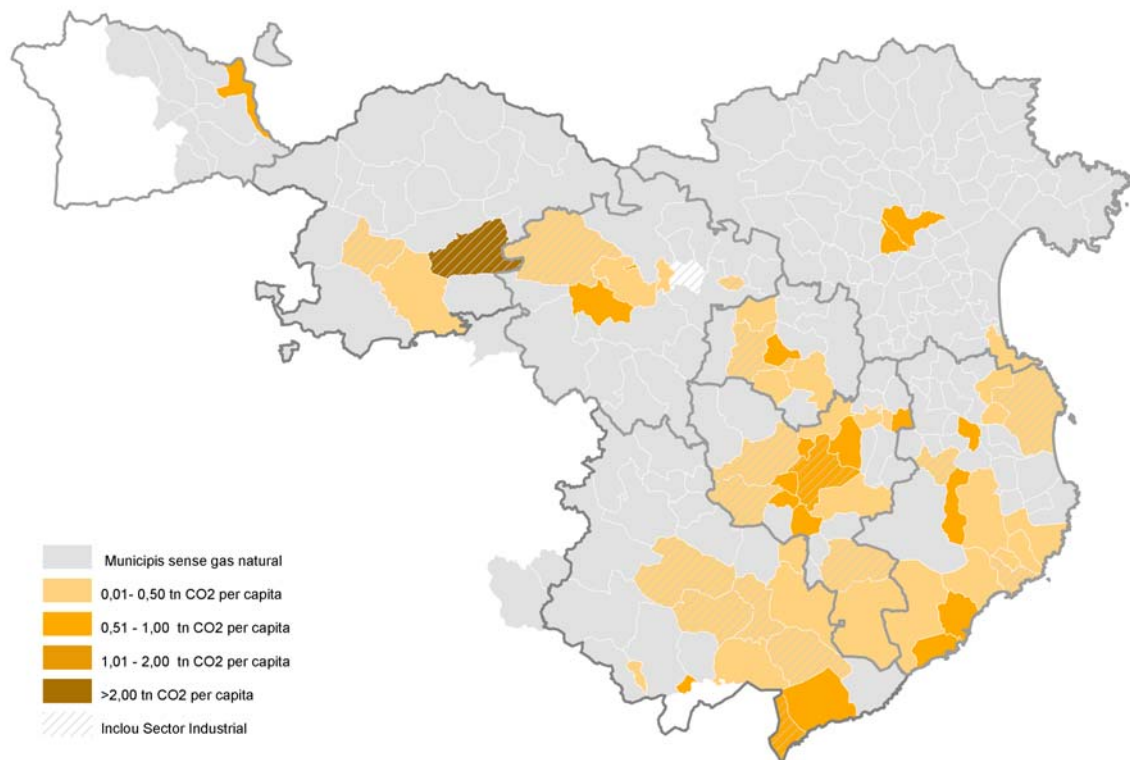 Municipis sense gas natural
0,01- 0,50 tn CO2 per capita
0,51 - 1,00 tn CO2 per capita
1,01 - 2,00 tn CO2 per capita
>2,00 tn CO2 per capita
Inclou Sector Industrial